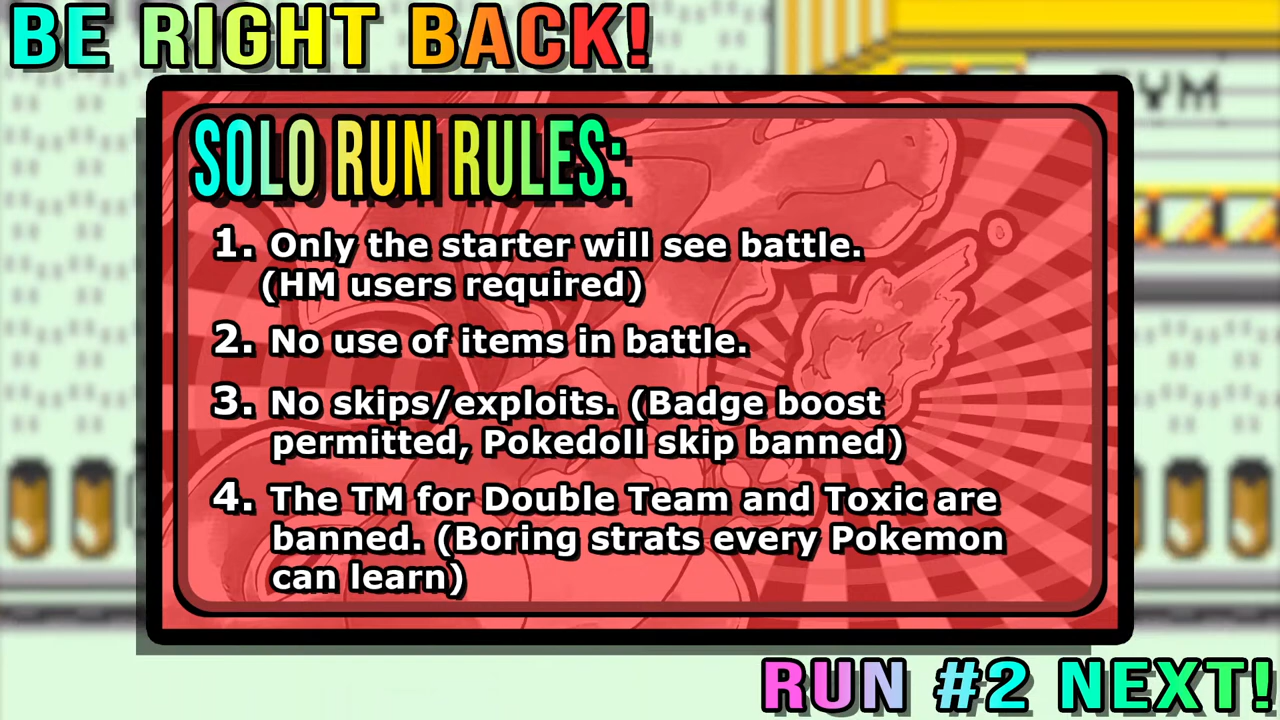 BE RIGHT BACK!
GYM
SOLO RUN RULES:
1. Only the starter will see battle.
(HM users required)
2. No use of items in battle.
3. No skips/exploits. (Badge boost
permitted, Pokedoll skip banned)
4. The TM for Double Team and Toxic are
banned. (Boring strats every Pokemon
can learn)
RUN #2 NEXT!